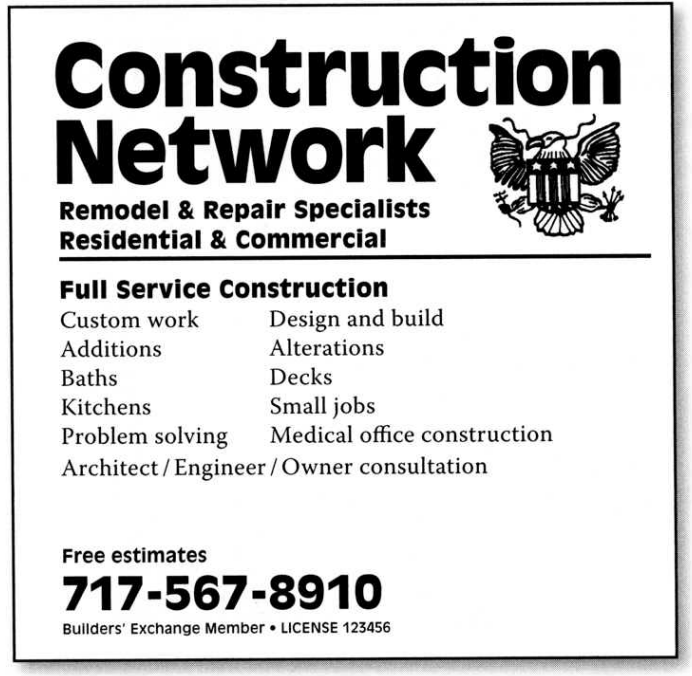 Construction
Network
Remodel & Repair Specialists
Residential & Commercial
Full Service Construction
Custom work Design and build
Additions Alterations
Baths Decks
Kitchens Small jobs
Problem solving Medical office construction
Architect / Engineer / Owner consultation
Free estimates
717-567-8910
Builders' Exchange Member • LICENSE 123456